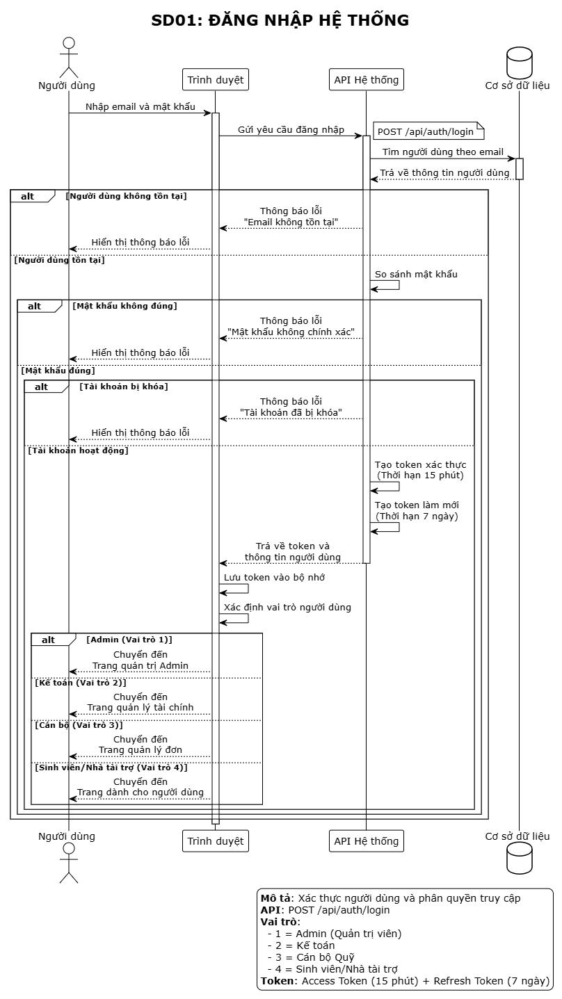 SD01: ĐĂNG NHẬP HỆ THỐNG
Người dùng
Trình duyệt
API Hệ thống
Cơ sở dữ liệu
Nhập email và mật khẩu
Gửi yêu cầu đăng nhập
POST /api/auth/login
Tìm người dùng theo email
Trả về thông tin người dùng
alt
[Người dùng không tồn tại]
Thông báo lỗi
"Email không tồn tại"
Hiển thị thông báo lỗi
[Người dùng tồn tại]
So sánh mật khẩu
alt
[Mật khẩu không đúng]
Thông báo lỗi
"Mật khẩu không chính xác"
Hiển thị thông báo lỗi
[Mật khẩu đúng]
alt
[Tài khoản bị khóa]
Thông báo lỗi
"Tài khoản đã bị khóa"
Hiển thị thông báo lỗi
[Tài khoản hoạt động]
Tạo token xác thực
(Thời hạn 15 phút)
Tạo token làm mới
(Thời hạn 7 ngày)
Trả về token và
thông tin người dùng
Lưu token vào bộ nhớ
Xác định vai trò người dùng
alt
[Admin (Vai trò 1)]
Chuyển đến
Trang quản trị Admin
[Kế toán (Vai trò 2)]
Chuyển đến
Trang quản lý tài chính
[Cán bộ (Vai trò 3)]
Chuyển đến
Trang quản lý đơn
[Sinh viên/Nhà tài trợ (Vai trò 4)]
Chuyển đến
Trang dành cho người dùng
Người dùng
Trình duyệt
API Hệ thống
Cơ sở dữ liệu
Mô tả: Xác thực người dùng và phân quyền truy cập
API: POST /api/auth/login
Vai trò:
- 1 = Admin (Quản trị viên)
- 2 = Kế toán
- 3 = Cán bộ Quỹ
- 4 = Sinh viên/Nhà tài trợ
Token: Access Token (15 phút) + Refresh Token (7 ngày)